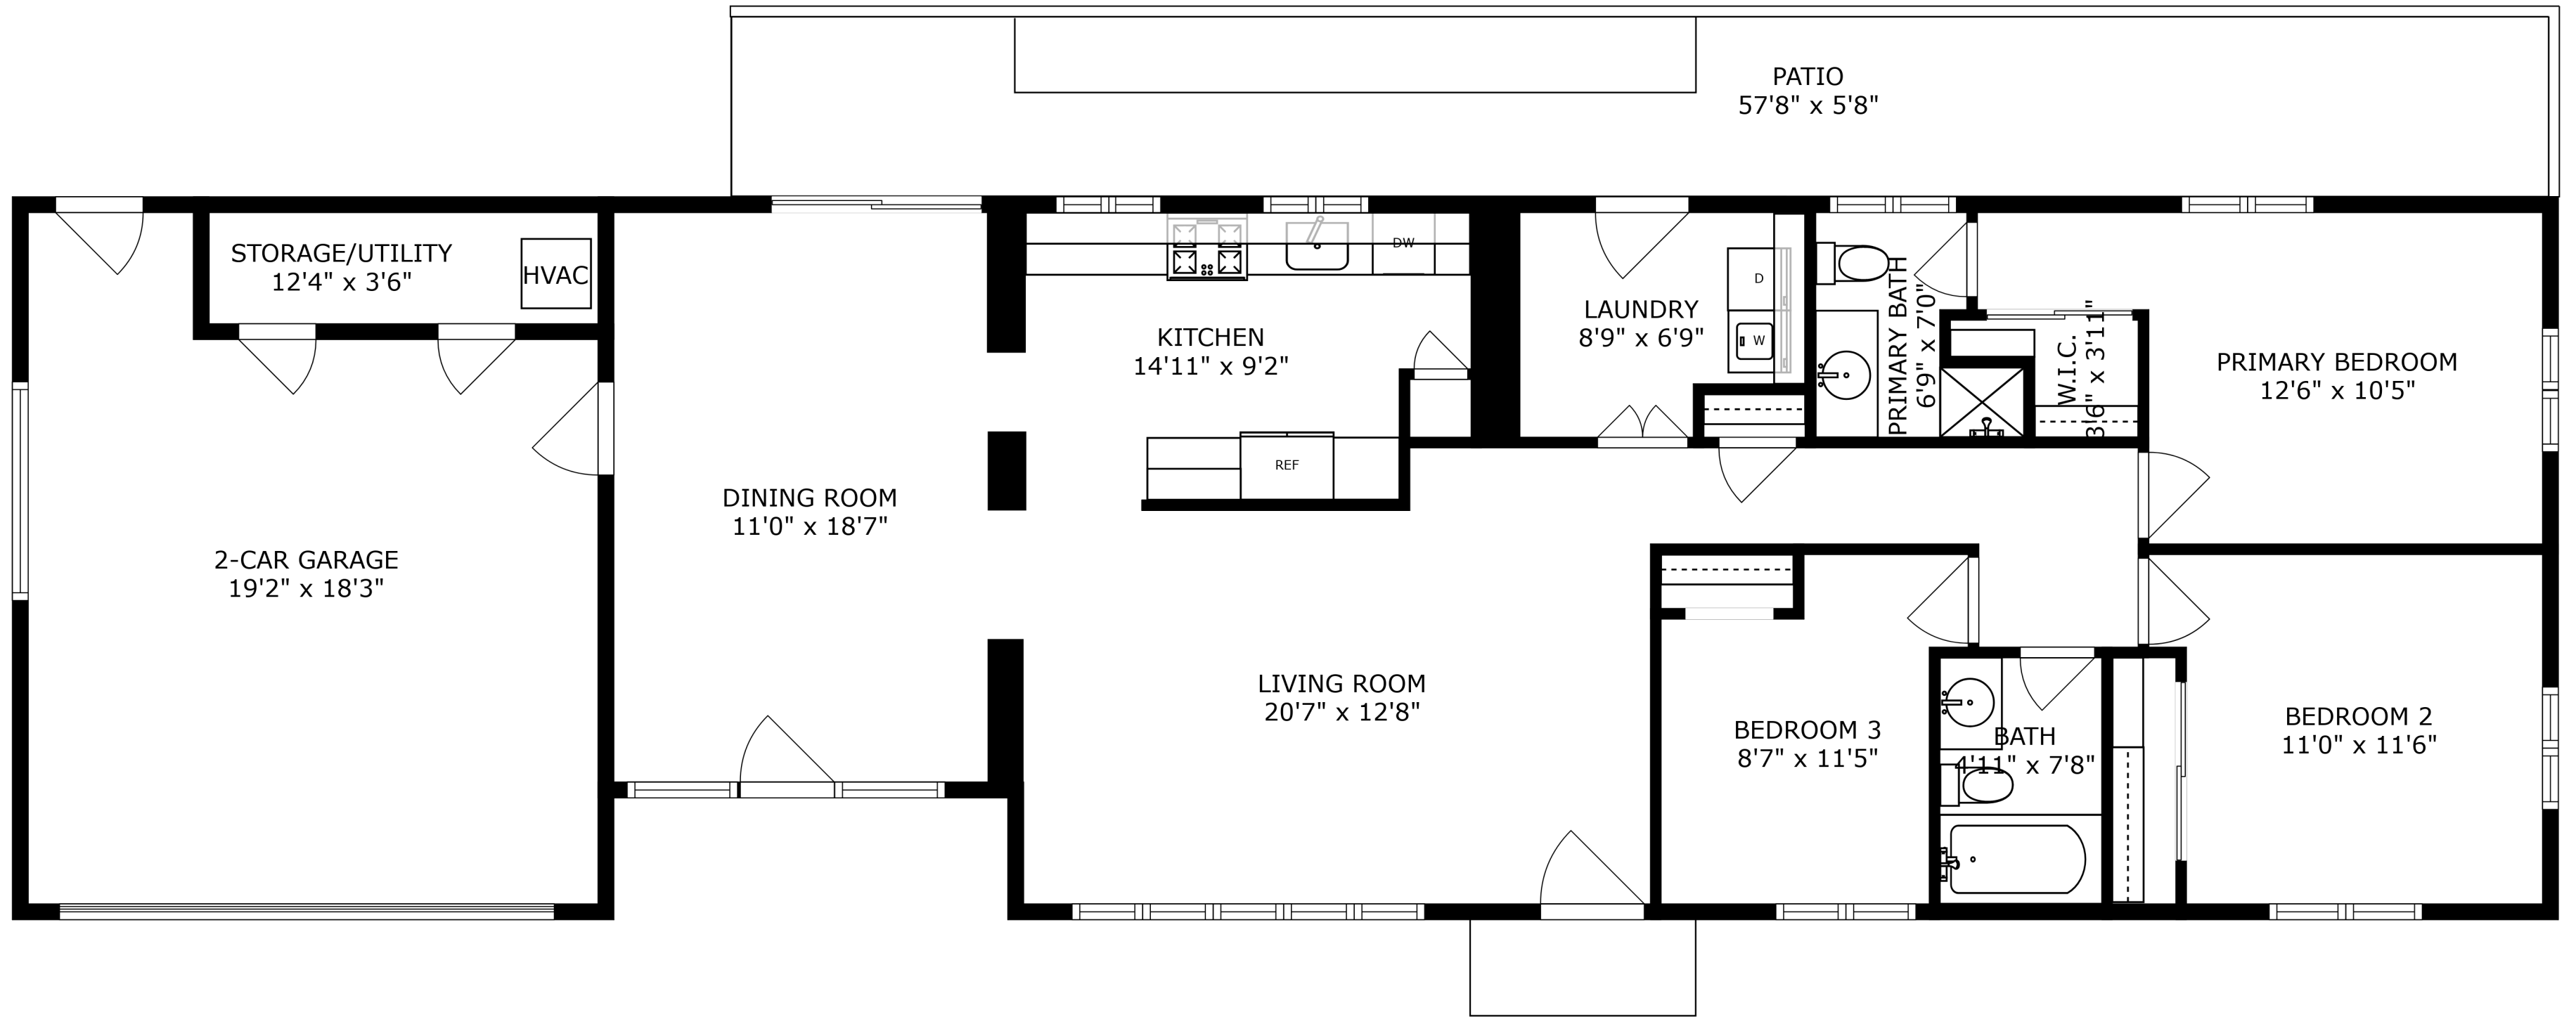 PATIO
57'8" x 5'8"
STORAGE/UTILITY
12'4" x 3'6"
HVAC
DW
D
W
LAUNDRY
8'9" x 6'9"
KITCHEN
14'11" x 9'2"
REF
PRIMARY BATH
6'9" x 7'0"
W.I.C.
3'6" x 3'11"
PRIMARY BEDROOM
12'6" x 10'5"
DINING ROOM
11'0" x 18'7"
2-CAR GARAGE
19'2" x 18'3"
LIVING ROOM
20'7" x 12'8"
BEDROOM 3
8'7" x 11'5"
BATH
4'11" x 7'8"
BEDROOM 2
11'0" x 11'6"